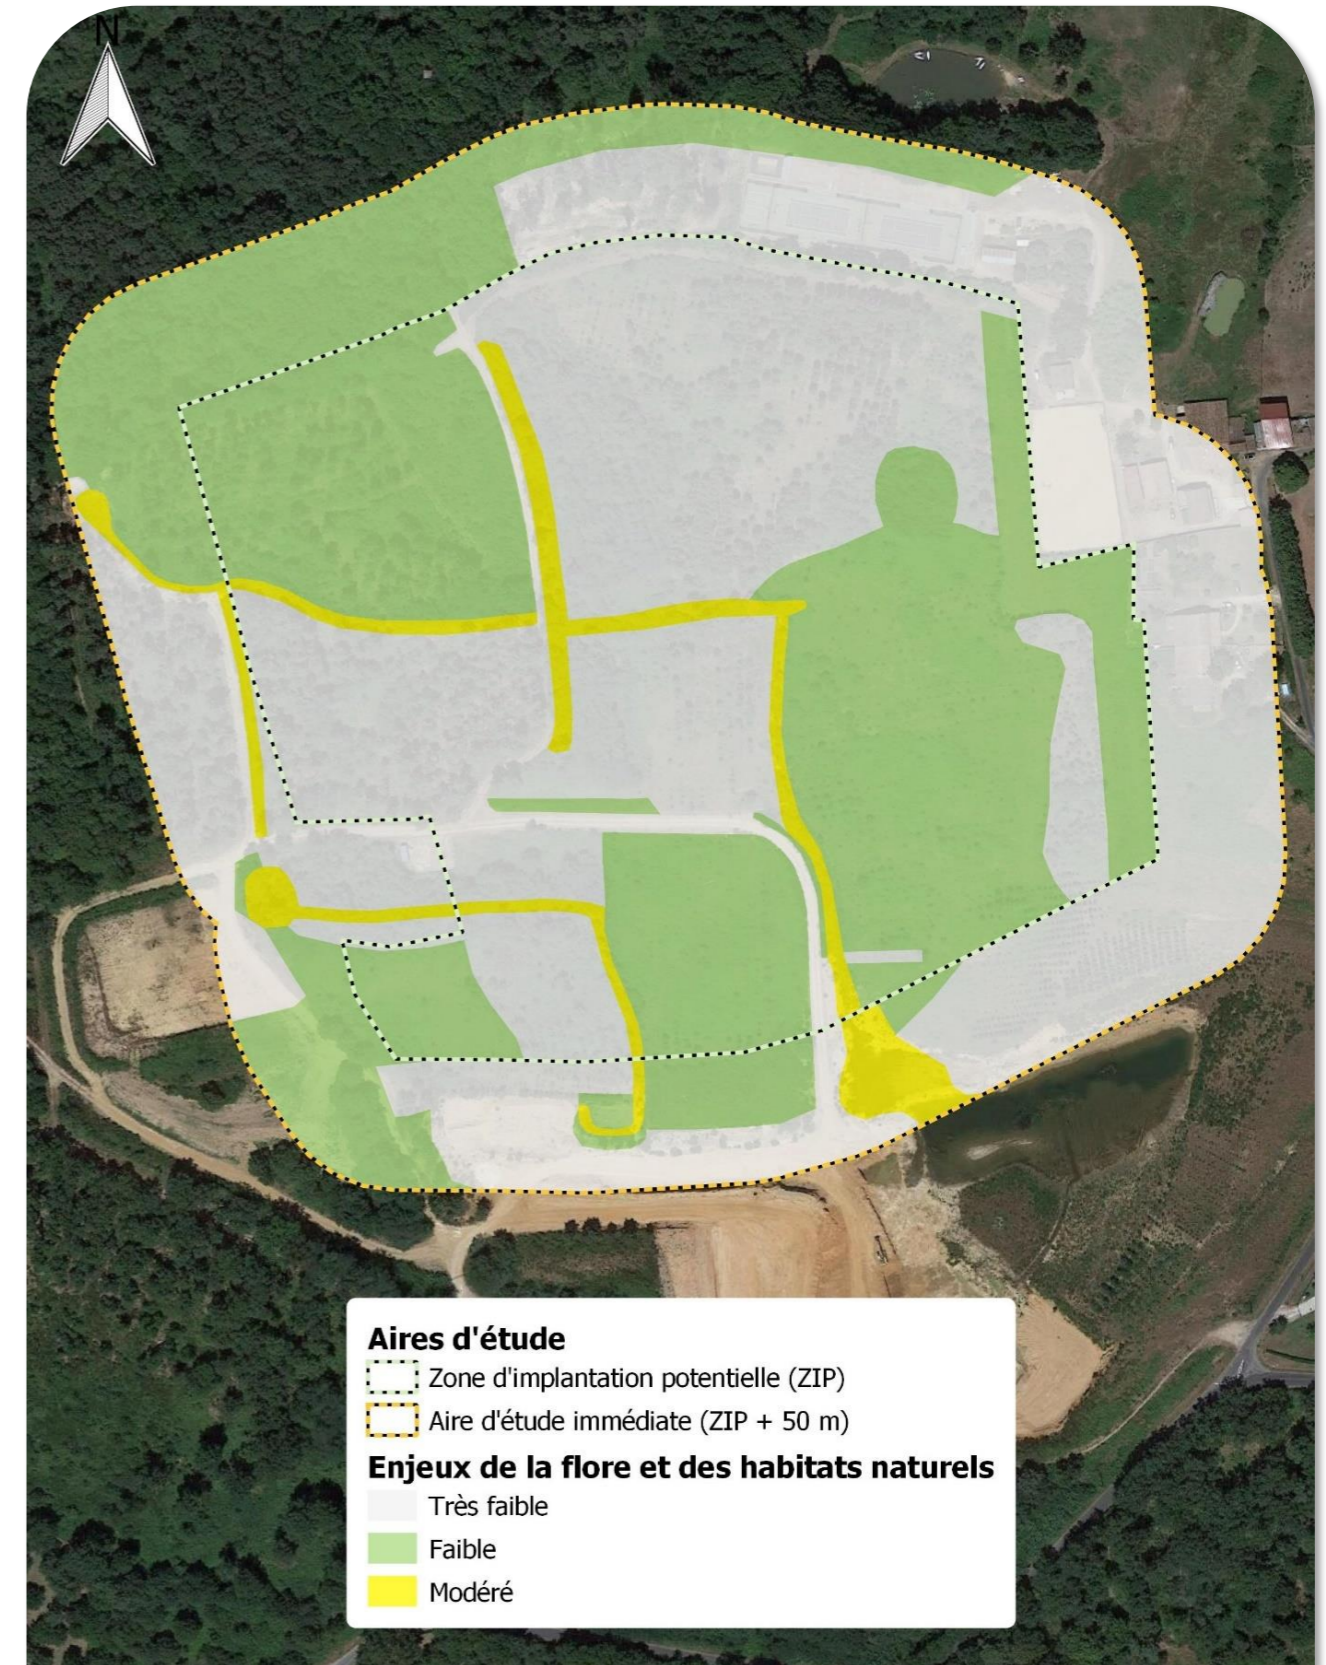 N
Aires d'étude
Zone d'implantation potentielle (ZIP)
Aire d'étude immédiate (ZIP + 50 m)
Enjeux de la flore et des habitats naturels
Très faible
Faible
Modéré